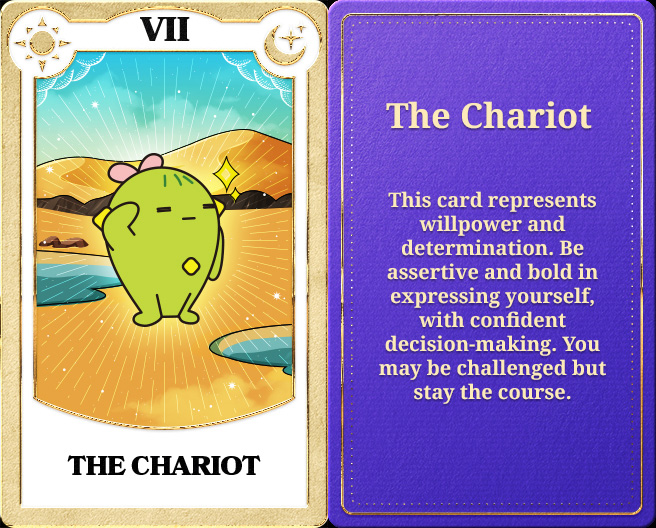 VII
THE CHARIOT
The Chariot
This card represents
willpower and
determination. Be
assertive and bold in
expressing yourself,
with confident
decision-making. You
may be challenged but
stay the course.